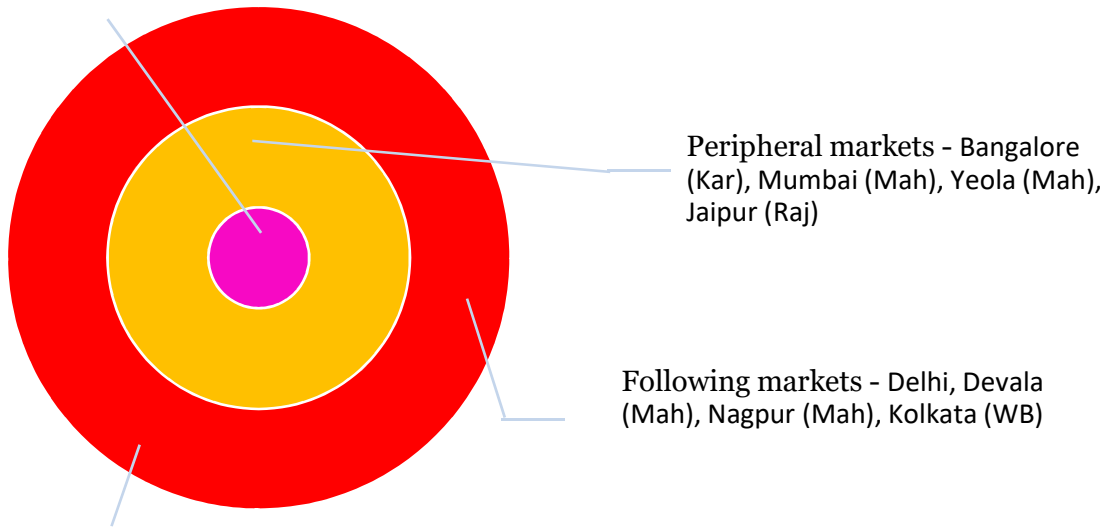 Peripheral markets - Bangalore
(Kar), Mumbai (Mah), Yeola (Mah),
Jaipur (Raj)
Following markets - Delhi, Devala
(Mah), Nagpur (Mah), Kolkata (WB)